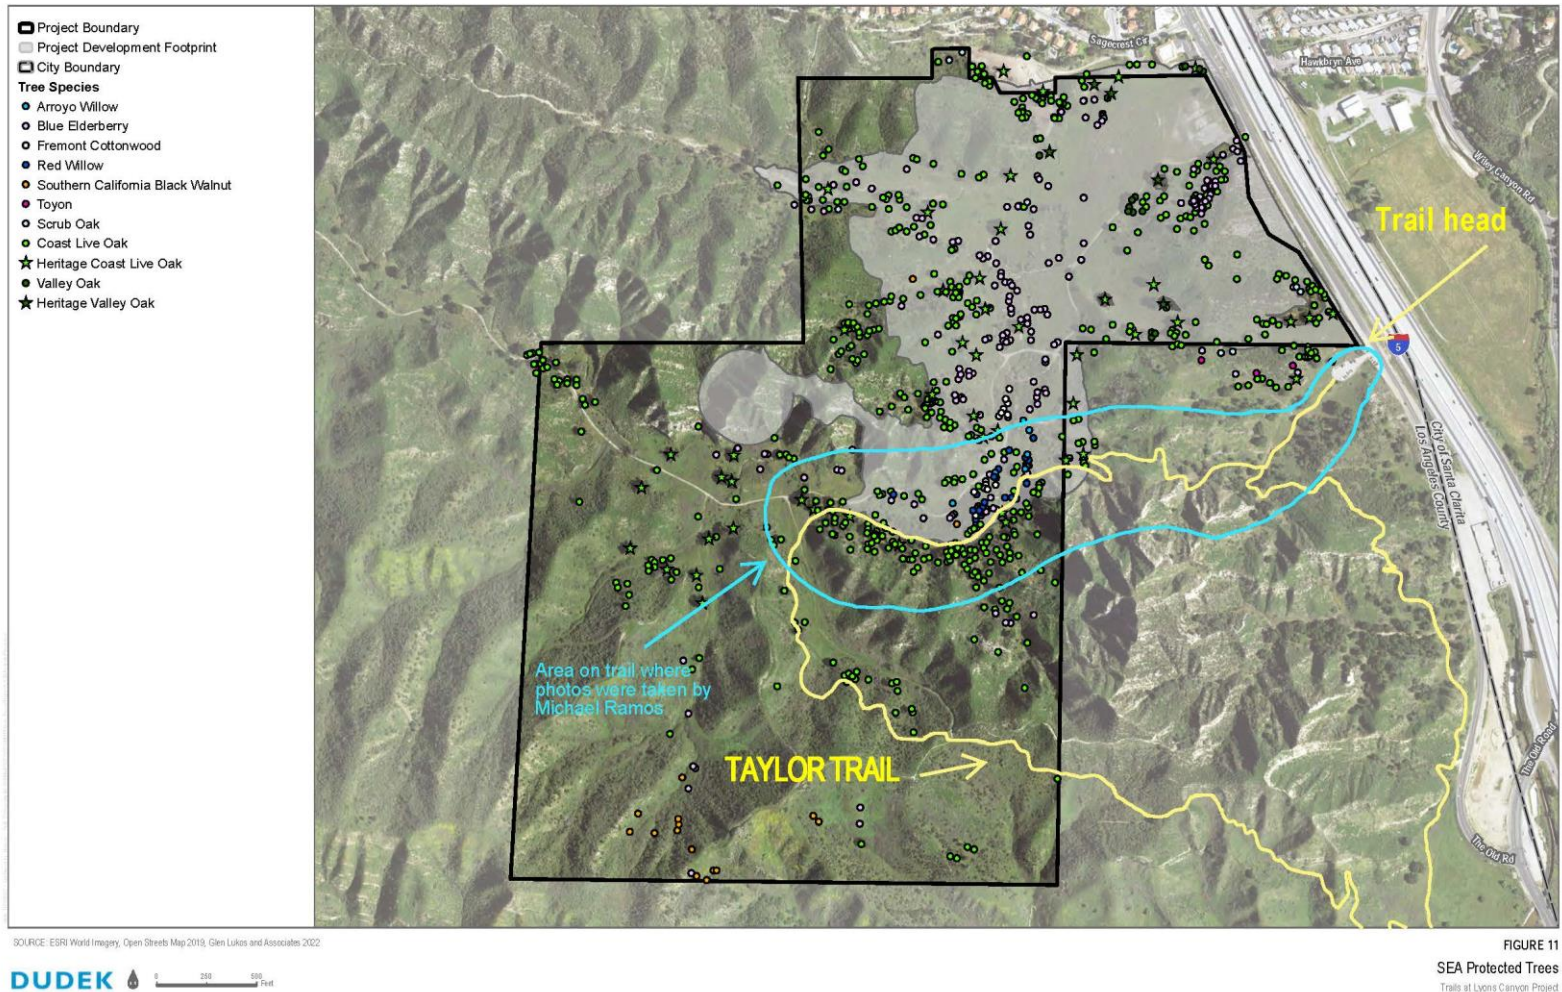 Project Boundary
Project Development Footprint
City Boundary
Tree Species
Arroyo Willow
Blue Elderberry
Fremont Cottonwood
Red Willow
Southern California Black Walnut
Toyon
Scrub Oak
Coast Live Oak
Heritage Coast Live Oak
Valley Oak
Heritage Valley Oak
Sagecrest Cir
Hawkbryn Ave
Wiley Canyon Rd
Trail head
5
City of Santa Clarita
Los Angeles County
Area on trail where
photos were taken by
Michael Ramos
TAYLOR TRAIL
The Old Road
The Old Rd
SOURCE: ESRI World Imagery, Open Streets Map 2019, Glen Lukos and Associates 2022
DUDEK
0 250 500
Feet
FIGURE 11
SEA Protected Trees
Trails at Lyons Canyon Project